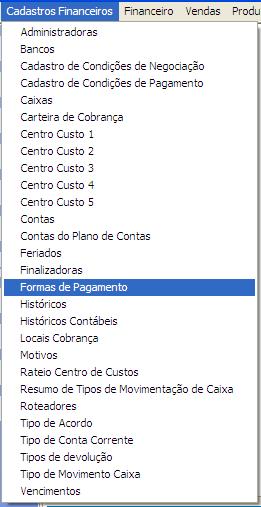 Cadastros Financeiros Financeiro Vendas Produ
Administradoras
Bancos
Cadastro de Condições de Negociação
Cadastro de Condições de Pagamento
Caixas
Carteira de Cobrança
Centro Custo 1
Centro Custo 2
Centro Custo 3
Centro Custo 4
Centro Custo 5
Contas
Contas do Plano de Contas
Feriados
Finalizadoras
Formas de Pagamento
Históricos
Históricos Contábeis
Locais Cobrança
Motivos
Rateio Centro de Custos
Resumo de Tipos de Movimentação de Caixa
Roteadores
Tipo de Acordo
Tipo de Conta Corrente
Tipos de devolução
Tipo de Movimento Caixa
Vencimentos